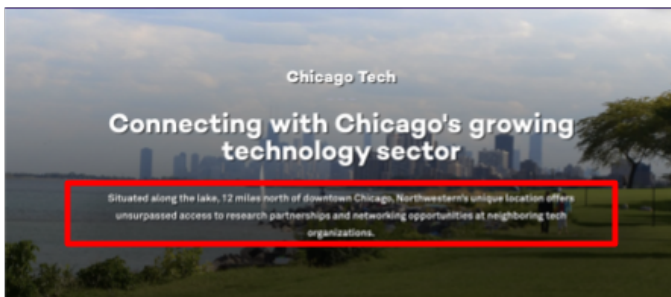 Chicago Tech
Connecting with Chicago's growing
technology sector
Situated along the lake, 12 miles north of downtown Chicago, Northwestern's unique location offers
unsurpassed access to research partnerships and networking opportunities at neighboring tech
organizations.